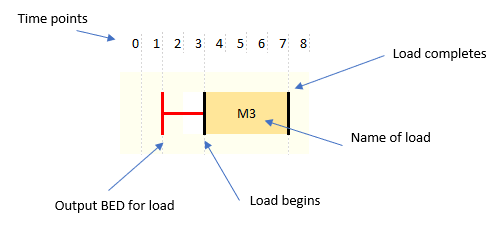 Time points
0 1 2 3 4 5 6 7 8
Load completes
M3
Name of load
Output BED for load
Load begins